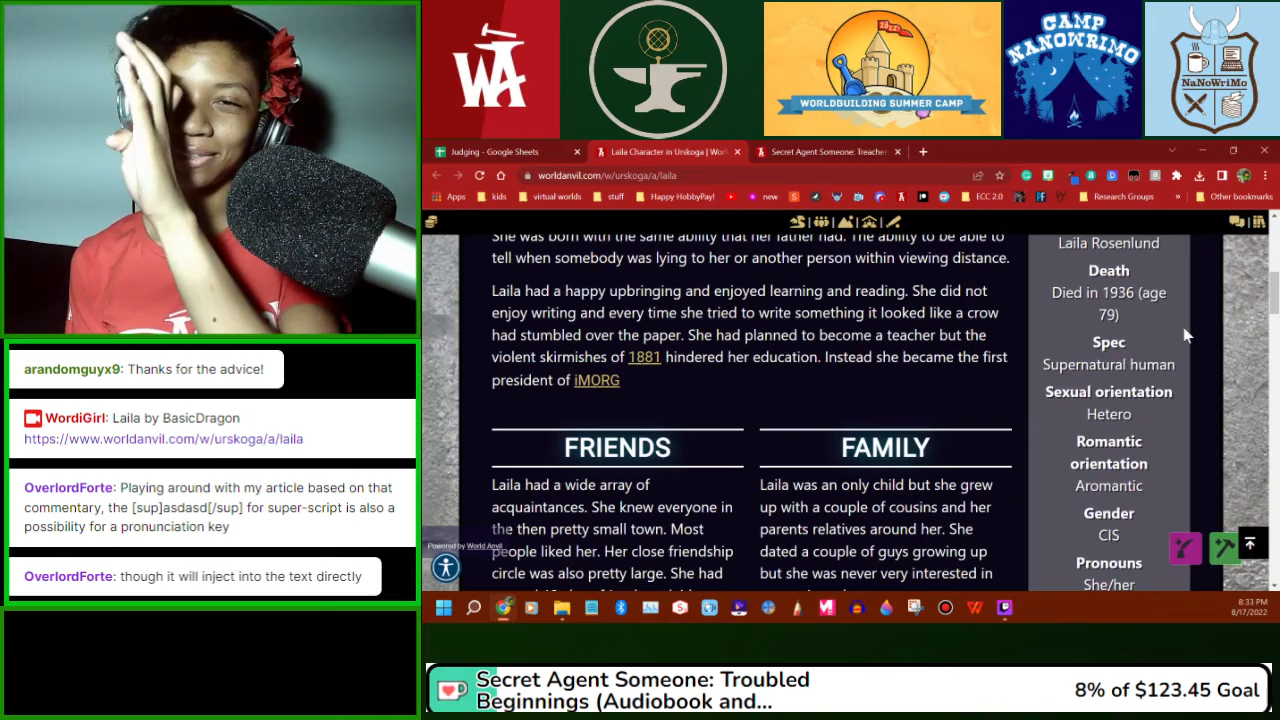 arandomguyx9: Thanks for the advice!
WordiGirl: Laila by BasicDragon
https://www.worldanvil.com/w/urskoga/a/laila
OverlordForte: Playing around with my article based on that
commentary, the [sup]asdasd[/sup] for super-script is also a
possibility for a pronunciation key
OverlordForte: though it will inject into the text directly
WA
2022
WORLDBUILDING SUMMER CAMP
CAMP
NANOWRIMO
NaNoWriMo
Judging - Google Sheets
Laila Character in Urskoga | Worl
Secret Agent Someone: Treacher
worldanvil.com/w/urskoga/a/laila
Apps
kids
virtual worlds
stuff
Happy HobbyPay!
new
ECC 2.0
Research Groups
»
Other bookmarks
She was born with the same ability that her father had. The ability to be able to
tell when somebody was lying to her or another person within viewing distance.
Laila had a happy upbringing and enjoyed learning and reading. She did not
enjoy writing and every time she tried to write something it looked like a crow
had stumbled over the paper. She had planned to become a teacher but the
violent skirmishes of 1881 hindered her education. Instead she became the first
president of iMORG
FRIENDS
Laila had a wide array of
acquaintances. She knew everyone in
the then pretty small town. Most
people liked her. Her close friendship
circle was also pretty large. She had
FAMILY
Laila was an only child but she grew
up with a couple of cousins and her
parents relatives around her. She
dated a couple of guys growing up
but she was never very interested in
Laila Rosenlund
Death
Died in 1936 (age
79)
Spec
Supernatural human
Sexual orientation
Hetero
Romantic
orientation
Aromantic
Gender
CIS
Pronouns
She/her
Powered by World Anvil
8:33 PM
8/17/2022
Secret Agent Someone: Troubled
Beginnings (Audiobook and...
8% of $123.45 Goal